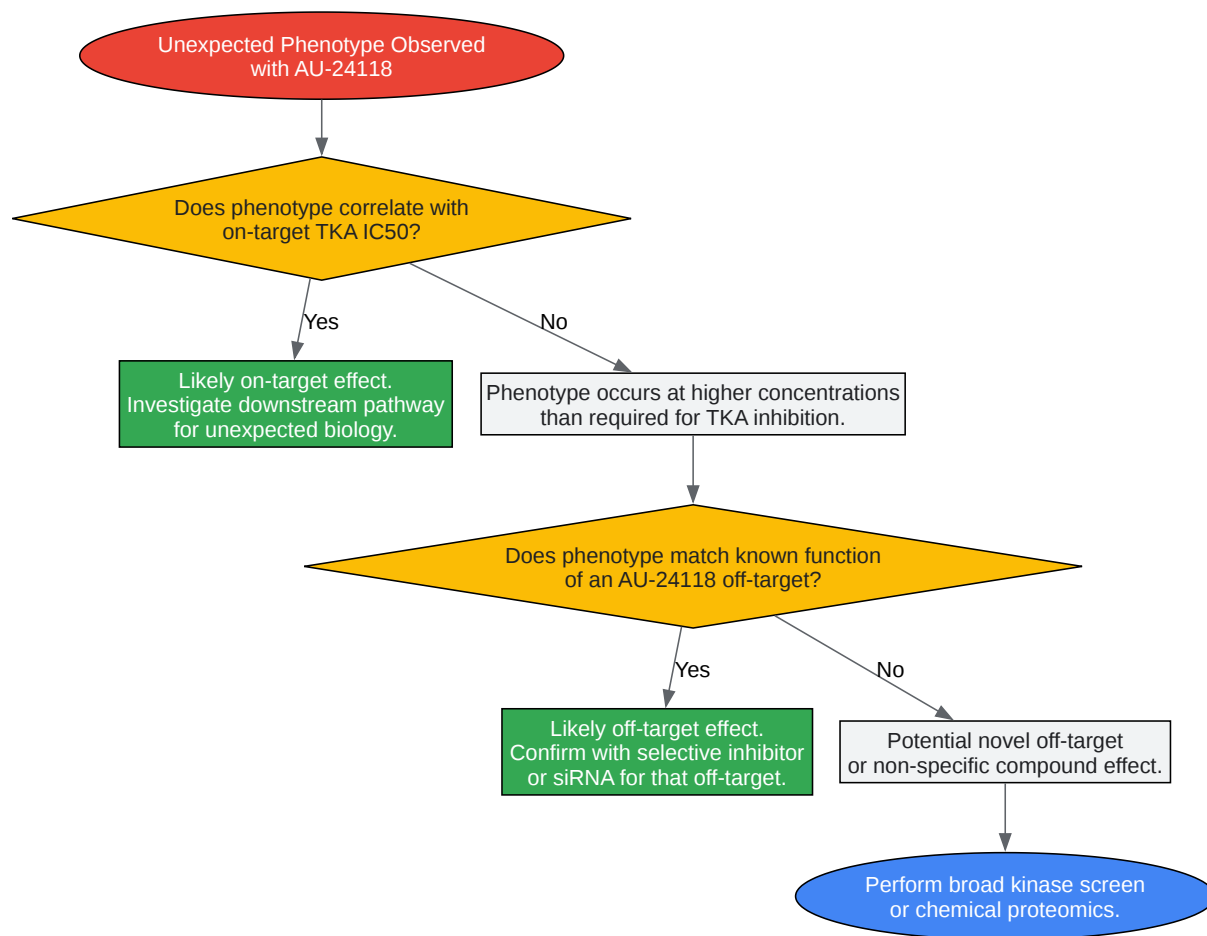 Unexpected Phenotype Observed
with AU-24118
Does phenotype correlate with
on-target TKA IC50?
Yes
No
Likely on-target effect.
Investigate downstream pathway
for unexpected biology.
Phenotype occurs at higher concentrations
than required for TKA inhibition.
Does phenotype match known function
of an AU-24118 off-target?
Yes
No
Likely off-target effect.
Confirm with selective inhibitor
or siRNA for that off-target.
Potential novel off-target
or non-specific compound effect.
Perform broad kinase screen
or chemical proteomics.